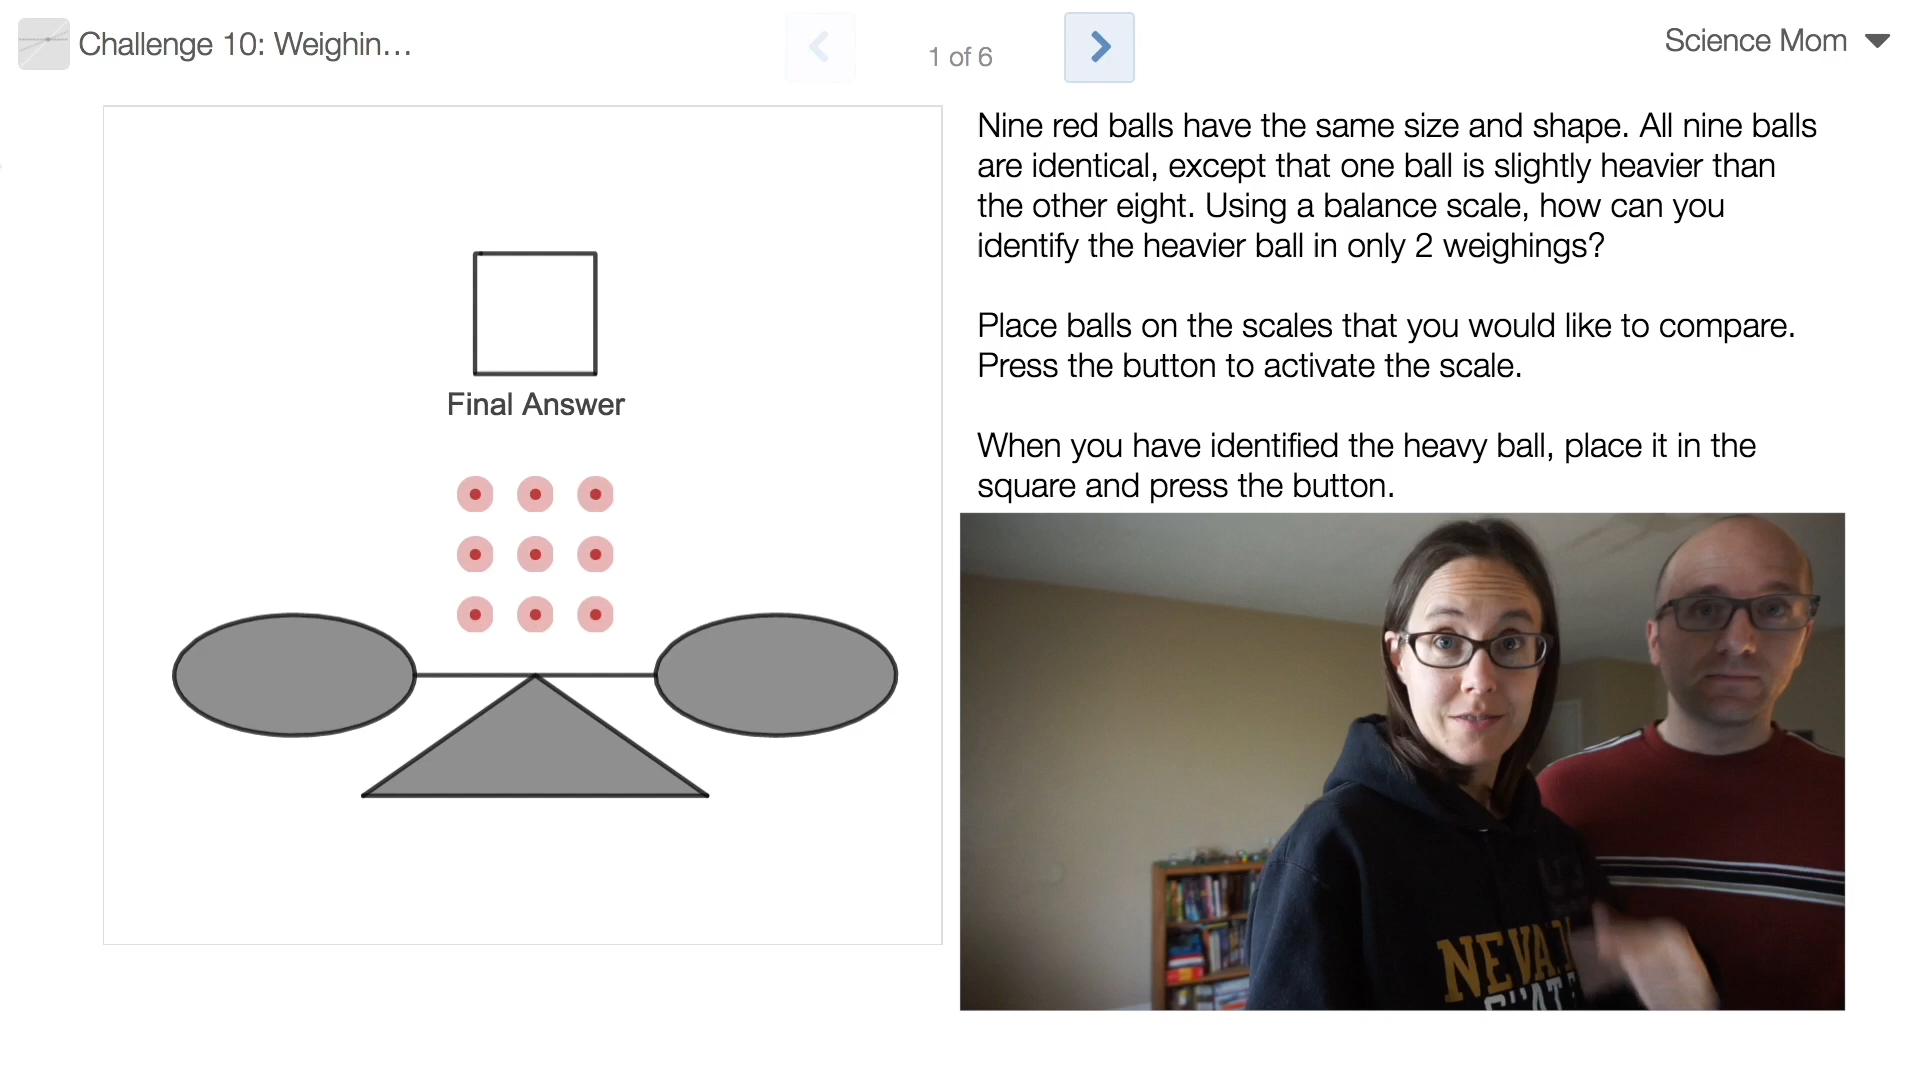 Challenge 10: Weighin…
1 of 6
Science Mom
Nine red balls have the same size and shape. All nine balls
are identical, except that one ball is slightly heavier than
the other eight. Using a balance scale, how can you
identify the heavier ball in only 2 weighings?
Place balls on the scales that you would like to compare.
Press the button to activate the scale.
When you have identified the heavy ball, place it in the
square and press the button.
Final Answer